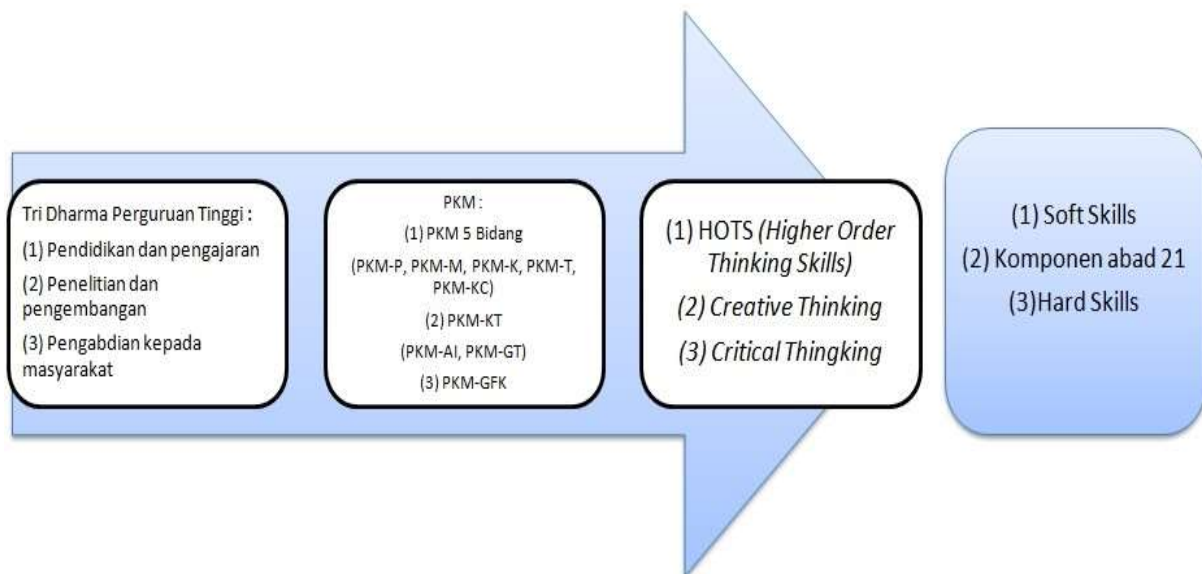 Tri Dharma Perguruan Tinggi :
(1) Pendidikan dan pengajaran
(2) Penelitian dan
pengembangan
(3) Pengabdian kepada
masyarakat
PKM :
(1) PKM 5 Bidang
(PKM-P, PKM-M, PKM-K, PKM-T,
PKM-KC)
(2) PKM-KT
(PKM-AI, PKM-GT)
(3) PKM-GFK
(1) HOTS (Higher Order
Thinking Skills)
(2) Creative Thinking
(3) Critical Thingking
(1) Soft Skills
(2) Komponen abad 21
(3)Hard Skills